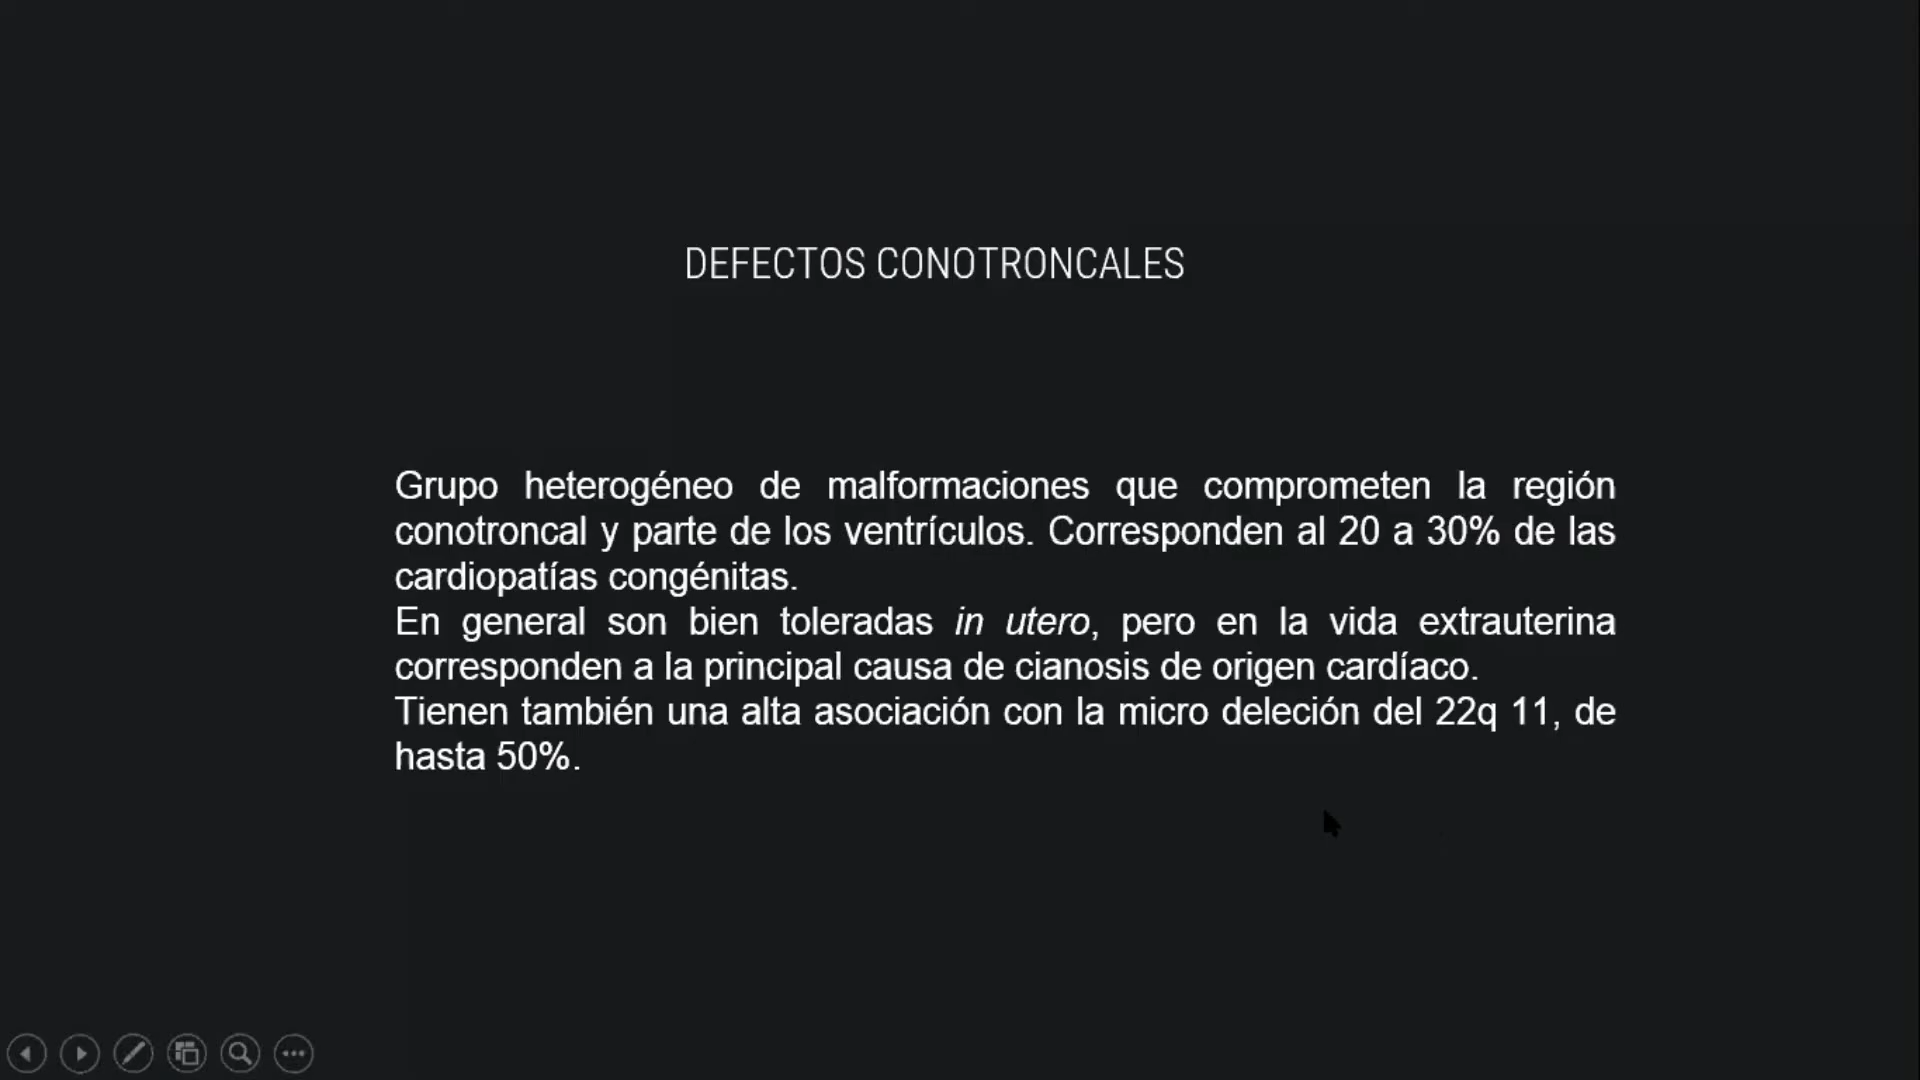 DEFECTOS CONOTRONCALES
Grupo heterogéneo de malformaciones que comprometen la región
conotroncal y parte de los ventrículos. Corresponden al 20 a 30% de las
cardiopatías congénitas.
En general son bien toleradas in utero, pero en la vida extrauterina
corresponden a la principal causa de cianosis de origen cardíaco.
Tienen también una alta asociación con la micro deleción del 22q 11, de
hasta 50%.